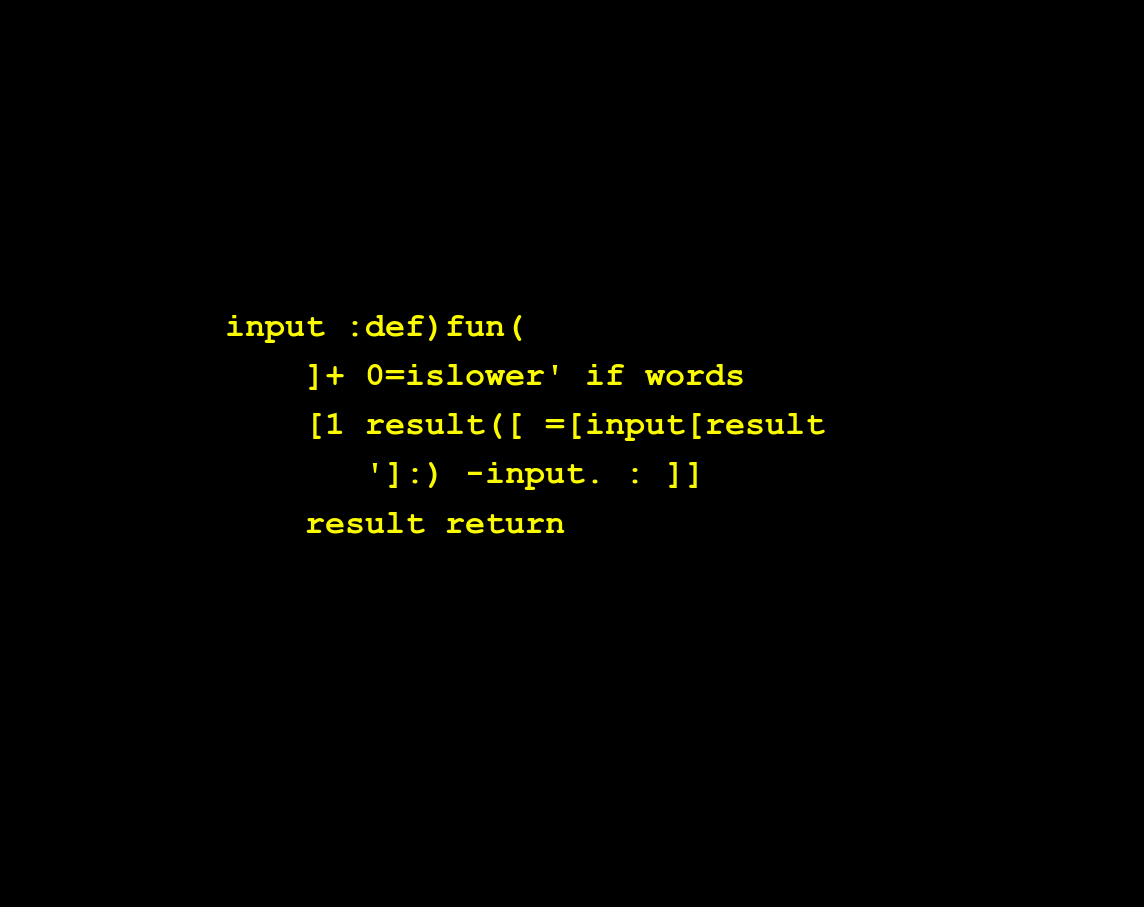 input :def)fun(
]+ 0=islower' if words
[1 result([ =[input[result
']:) -input. : ]]
result return